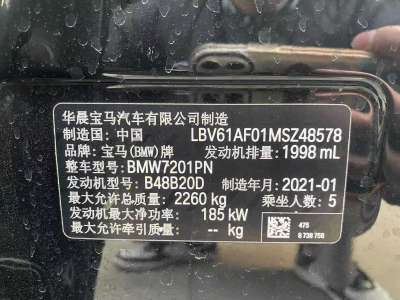 华晨宝马汽车有限公司制造
制造国: 中国 LBV61AF01MSZ48578
品牌: 宝马(BMW)牌 发动机排量: 1998 mL
整车型号: BMW7201PN
发动机型号: B48B20D 制造年月: 2021-01
最大允许总质量: 2260 kg 乘坐人数: 5
发动机最大净功率: 185 kW
最大允许牵引质量: -- kg
475
8 738 756